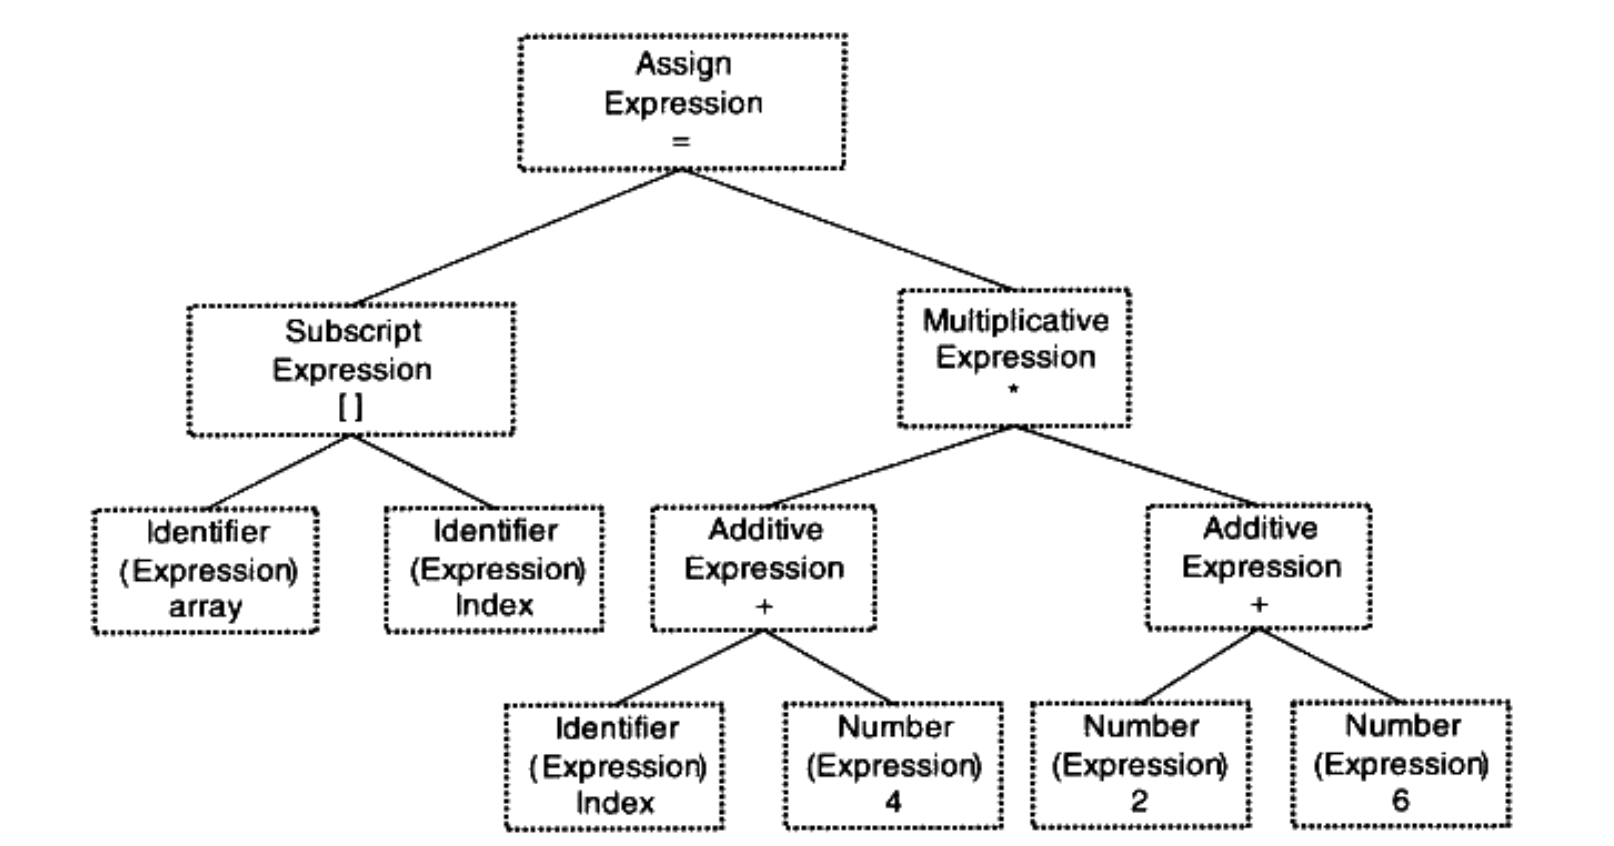 Assign
Expression
=
Subscript
Expression
[ ]
Multiplicative
Expression
*
Identifier
(Expression)
array
Identifier
(Expression)
Index
Additive
Expression
+
Additive
Expression
+
Identifier
(Expression)
Index
Number
(Expression)
4
Number
(Expression)
2
Number
(Expression)
6